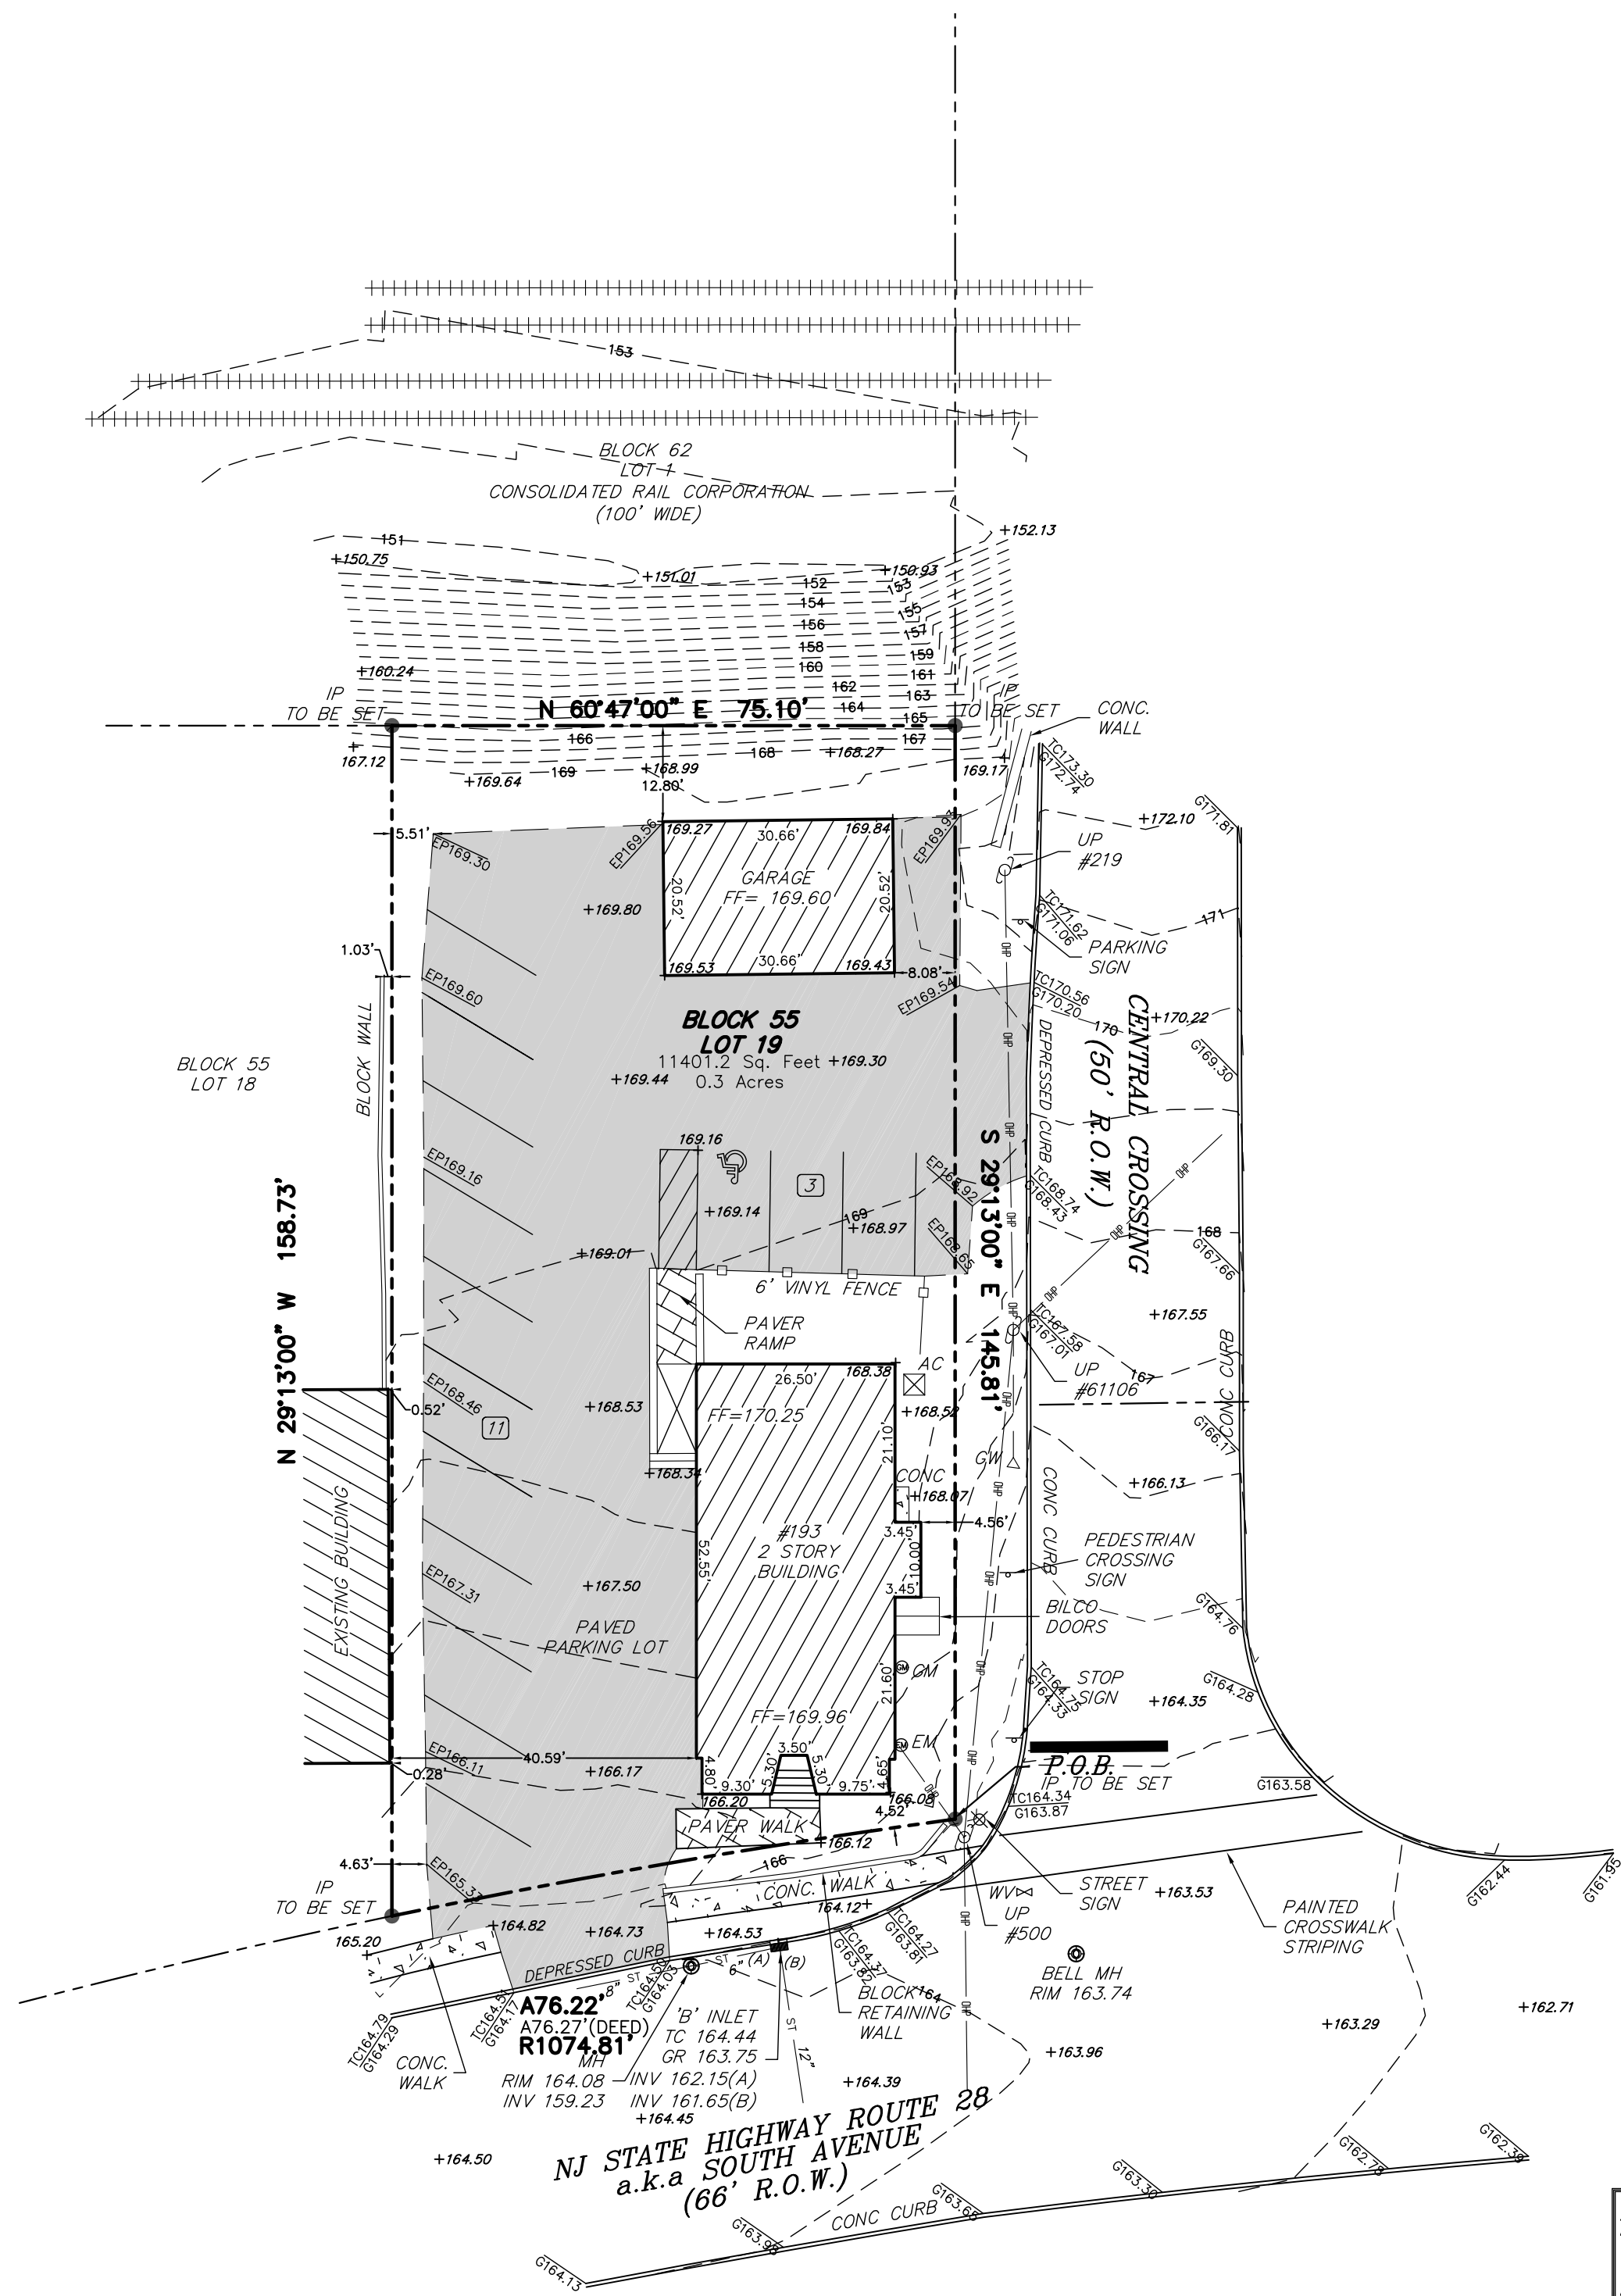 153
BLOCK 62
LOT 1
CONSOLIDATED RAIL CORPORATION
(100' WIDE)
+152.13
151
+150.75
+151.01
+150.93
152
153
154
155
156
157
158
159
160
+160.24
161
162
163
164
165
IP
TO BE SET
N 60°47'00" E 75.10'
IP
TO BE SET
CONC.
WALL
166
167
168
+168.27
+
167.12
169
+168.99
+169.64
12.80'
169.17
TC173.30
G172.74
+172.10
G171.81
5.51'
EP169.30
EP169.56
169.27
30.66'
169.84
EP169.93
UP
#219
GARAGE
FF= 169.60
20.52'
20.52'
+169.80
TC171.62
G171.06
171
PARKING
SIGN
1.03'
169.53
30.66'
169.43
8.08'
EP169.60
EP169.54
TC170.56
G170.20
170
+170.22
BLOCK WALL
BLOCK 55
LOT 19
11401.2 Sq. Feet
0.3 Acres
+169.30
+169.44
BLOCK 55
LOT 18
DEPRESSED CURB
CENTRAL CROSSING
(50' R.O.W.)
G169.30
OHP
169.16
3
EP169.16
EP168.92
TC168.74
G168.43
+169.14
169
+168.97
168
G167.66
+169.01
EP168.65
6' VINYL FENCE
N 29°13'00" W 158.73'
S 29°13'00" E 145.81'
PAVER
RAMP
TC167.58
G167.01
+167.55
CONC CURB
AC
UP
#61106
167
26.50'
168.38
EP168.46
0.52'
+168.53
FF=170.25
+168.52
11
21.10'
G166.17
GW
+168.34
CONC
+168.07
+166.13
EXISTING BUILDING
#193
2 STORY
BUILDING
3.45'
4.56'
10.00'
CONC CURB
PEDESTRIAN
CROSSING
SIGN
52.55'
EP167.31
+167.50
3.45'
BILCO
DOORS
G164.76
PAVED
PARKING LOT
21.60'
GM
TC164.75
G164.33
STOP
SIGN
G164.28
+164.35
FF=169.96
EM
EP166.11
40.59'
0.28'
+166.17
3.50'
4.80'
9.30'
5.30'
5.30'
9.75'
4.65'
P.O.B.
IP TO BE SET
G163.58
166.20
166.08
4.52'
TC164.34
G163.87
PAVER WALK
+166.12
166
4.63'
IP
TO BE SET
CONC. WALK
WV
STREET
SIGN
+163.53
G162.44
G161.95
UP
#500
PAINTED
CROSSWALK
STRIPING
165.20
+164.82
+164.73
+164.53
164.12+
TC164.27
G163.81
TC164.37
G163.82
DEPRESSED CURB
8" ST
ST
6" (A)
(B)
BELL MH
RIM 163.74
BLOCK
RETAINING
WALL
164
A76.22'
A76.27'(DEED)
R1074.81'
MH
RIM 164.08
INV 159.23
'B' INLET
TC 164.44
GR 163.75
INV 162.15(A)
INV 161.65(B)
ST
12"
TC164.79
G164.29
CONC.
WALK
+162.71
+163.29
+163.96
+164.39
+164.45
+164.50
NJ STATE HIGHWAY ROUTE 28
a.k.a SOUTH AVENUE
(66' R.O.W.)
G162.39
G162.78
G163.30
CONC CURB
G163.98
G164.13